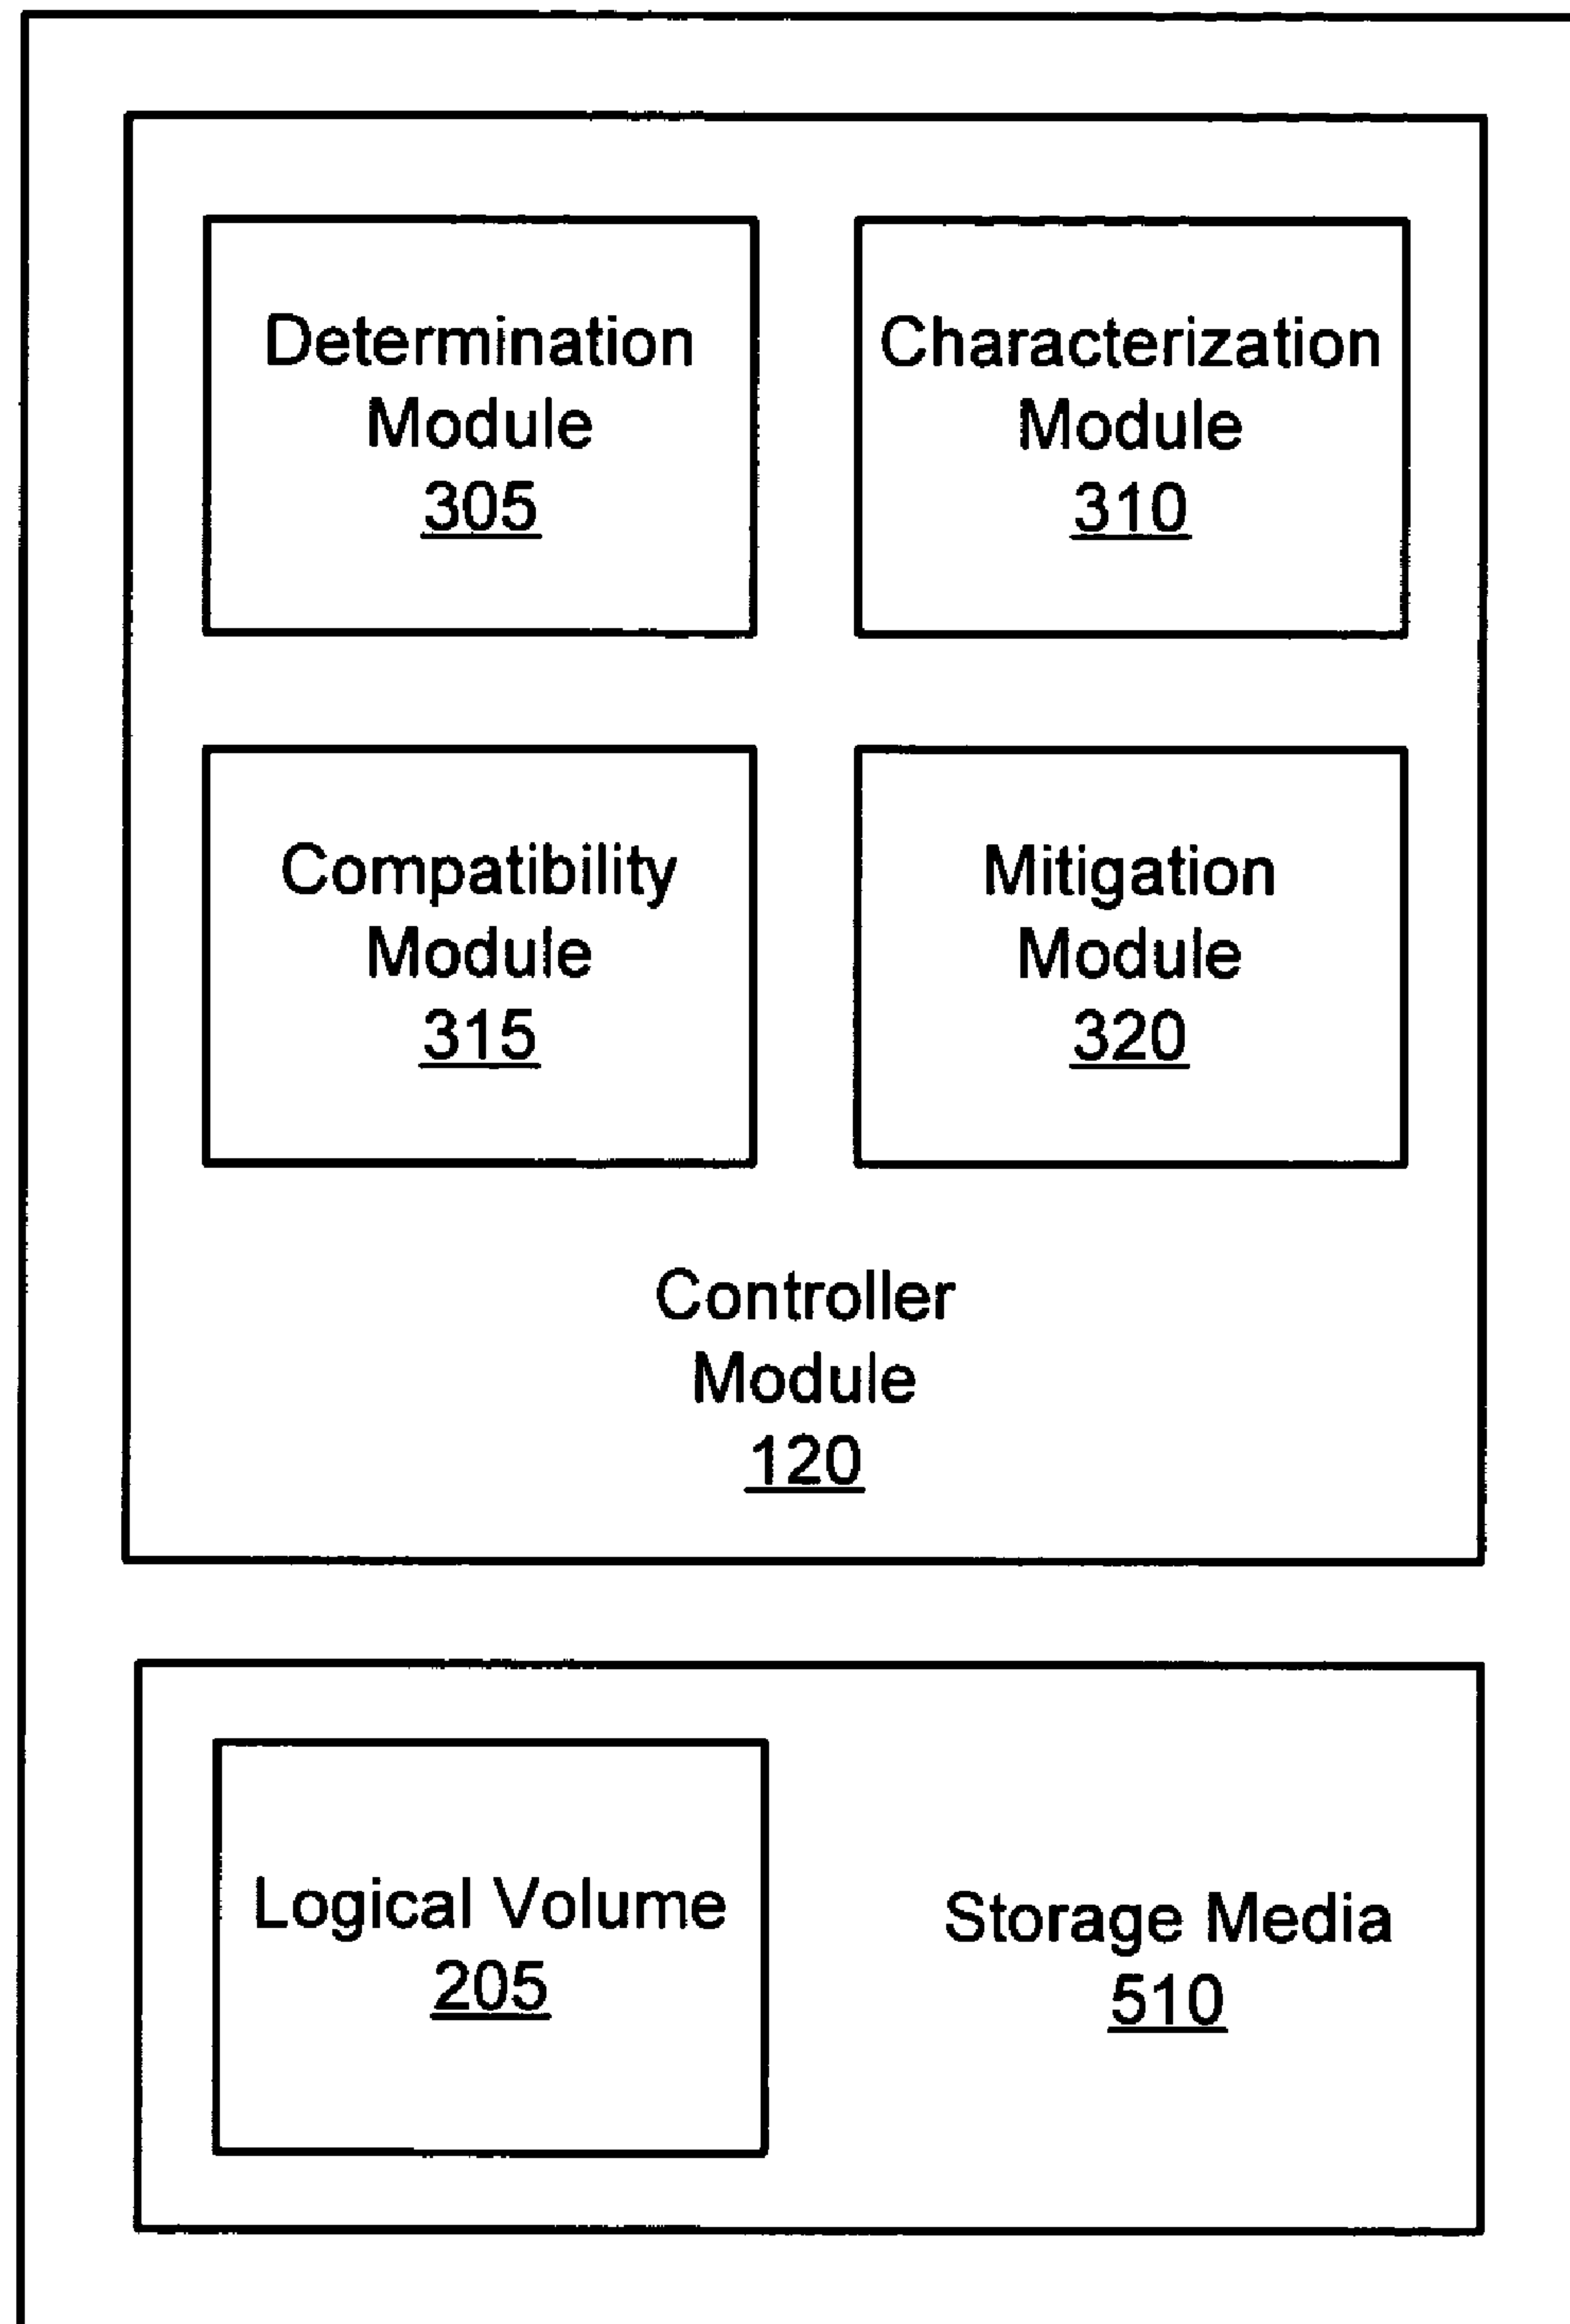 Determination
Module
305
Characterization
Module
310
Compatibility
Module
315
Mitigation
Module
320
Controller
Module
120
Logical Volume
205
Storage Media
510